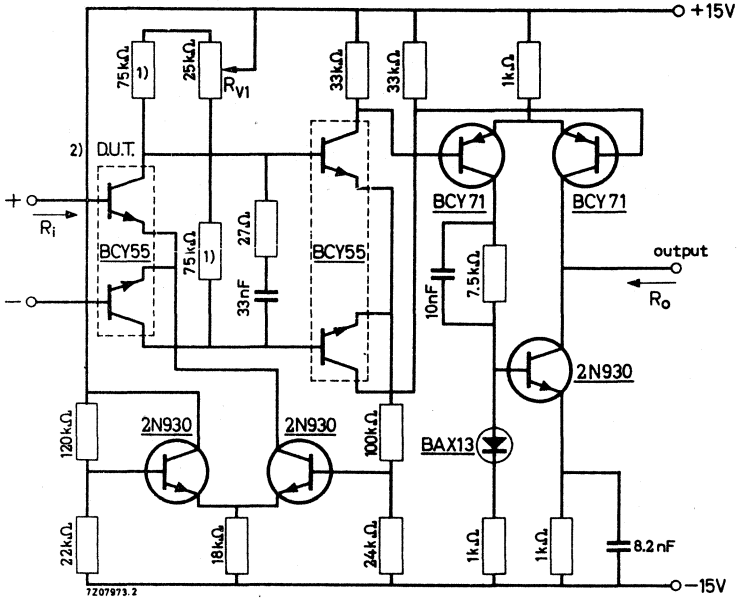 +15V
75kΩ
1)
25kΩ
RV1
33kΩ
33kΩ
1kΩ
2)
D.U.T.
+
Ri
BCY55
−
75kΩ
1)
27Ω
33nF
BCY55
BCY71
BCY71
10nF
7.5kΩ
output
Ro
2N930
120kΩ
2N930
2N930
100kΩ
BAX13
22kΩ
18kΩ
24kΩ
1kΩ
1kΩ
8.2nF
−15V
7Z07973.2